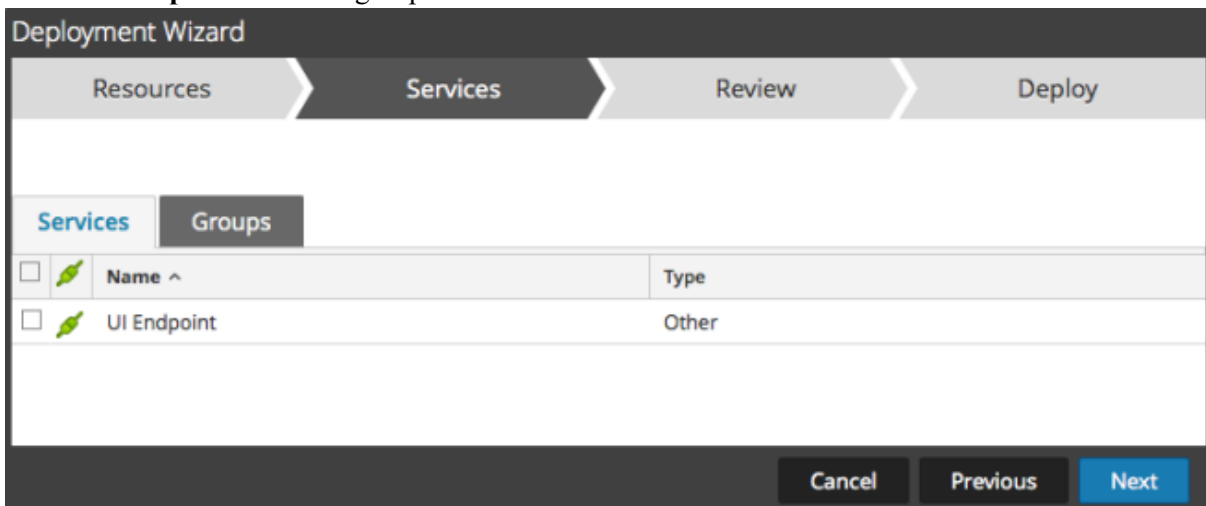 Deployment Wizard
Resources Services Review Deploy
Services Groups
Name Type
UI Endpoint Other
Cancel Previous Next